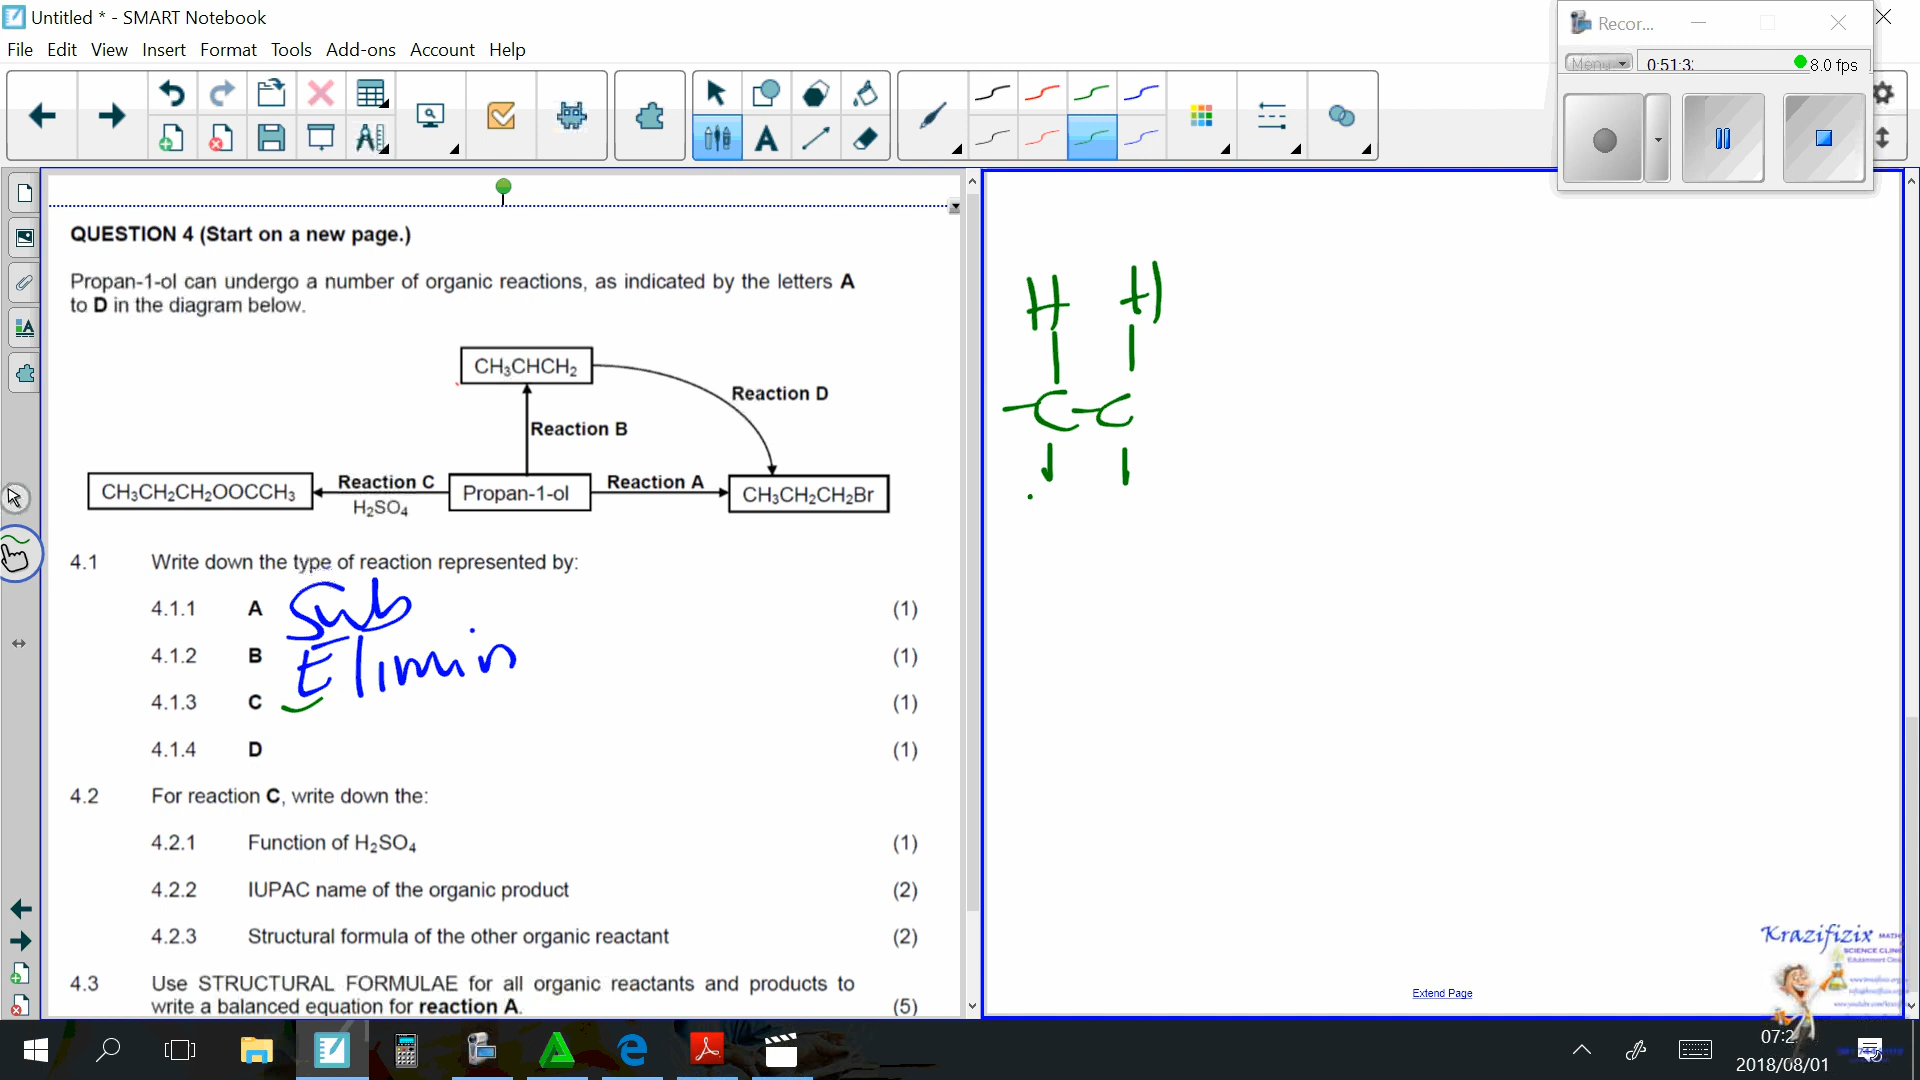 Untitled * - SMART Notebook
File Edit View Insert Format Tools Add-ons Account Help
Recor...
Menu
0:51:3
8.0 fps
QUESTION 4 (Start on a new page.)
Propan-1-ol can undergo a number of organic reactions, as indicated by the letters A
to D in the diagram below.
CH₃CHCH₂
Reaction D
Reaction B
CH₃CH₂CH₂OOCCH₃
Reaction C
H₂SO₄
Propan-1-ol
Reaction A
CH₃CH₂CH₂Br
4.1 Write down the type of reaction represented by:
4.1.1 A Sub (1)
4.1.2 B Elimin (1)
4.1.3 C (1)
4.1.4 D (1)
4.2 For reaction C, write down the:
4.2.1 Function of H₂SO₄ (1)
4.2.2 IUPAC name of the organic product (2)
4.2.3 Structural formula of the other organic reactant (2)
4.3 Use STRUCTURAL FORMULAE for all organic reactants and products to
write a balanced equation for reaction A. (5)
H H
C C
Extend Page
Krazifizix MATH
SCIENCE CLINIC
07:2
2018/08/01